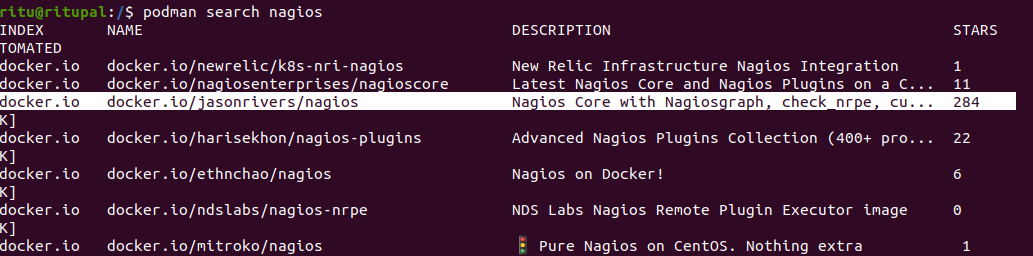 ritu@ritupal:/$ podman search nagios
INDEX NAME DESCRIPTION STARS
TOMATED
docker.io docker.io/newrelic/k8s-nri-nagios New Relic Infrastructure Nagios Integration 1
docker.io docker.io/nagiosenterprises/nagioscore Latest Nagios Core and Nagios Plugins on a C... 11
docker.io docker.io/jasonrivers/nagios Nagios Core with Nagiosgraph, check_nrpe, cu... 284
K]
docker.io docker.io/harisekhon/nagios-plugins Advanced Nagios Plugins Collection (400+ pro... 22
K]
docker.io docker.io/ethnchao/nagios Nagios on Docker! 6
K]
docker.io docker.io/ndslabs/nagios-nrpe NDS Labs Nagios Remote Plugin Executor image 0
K]
docker.io docker.io/mitroko/nagios 🚦 Pure Nagios on CentOS. Nothing extra 1